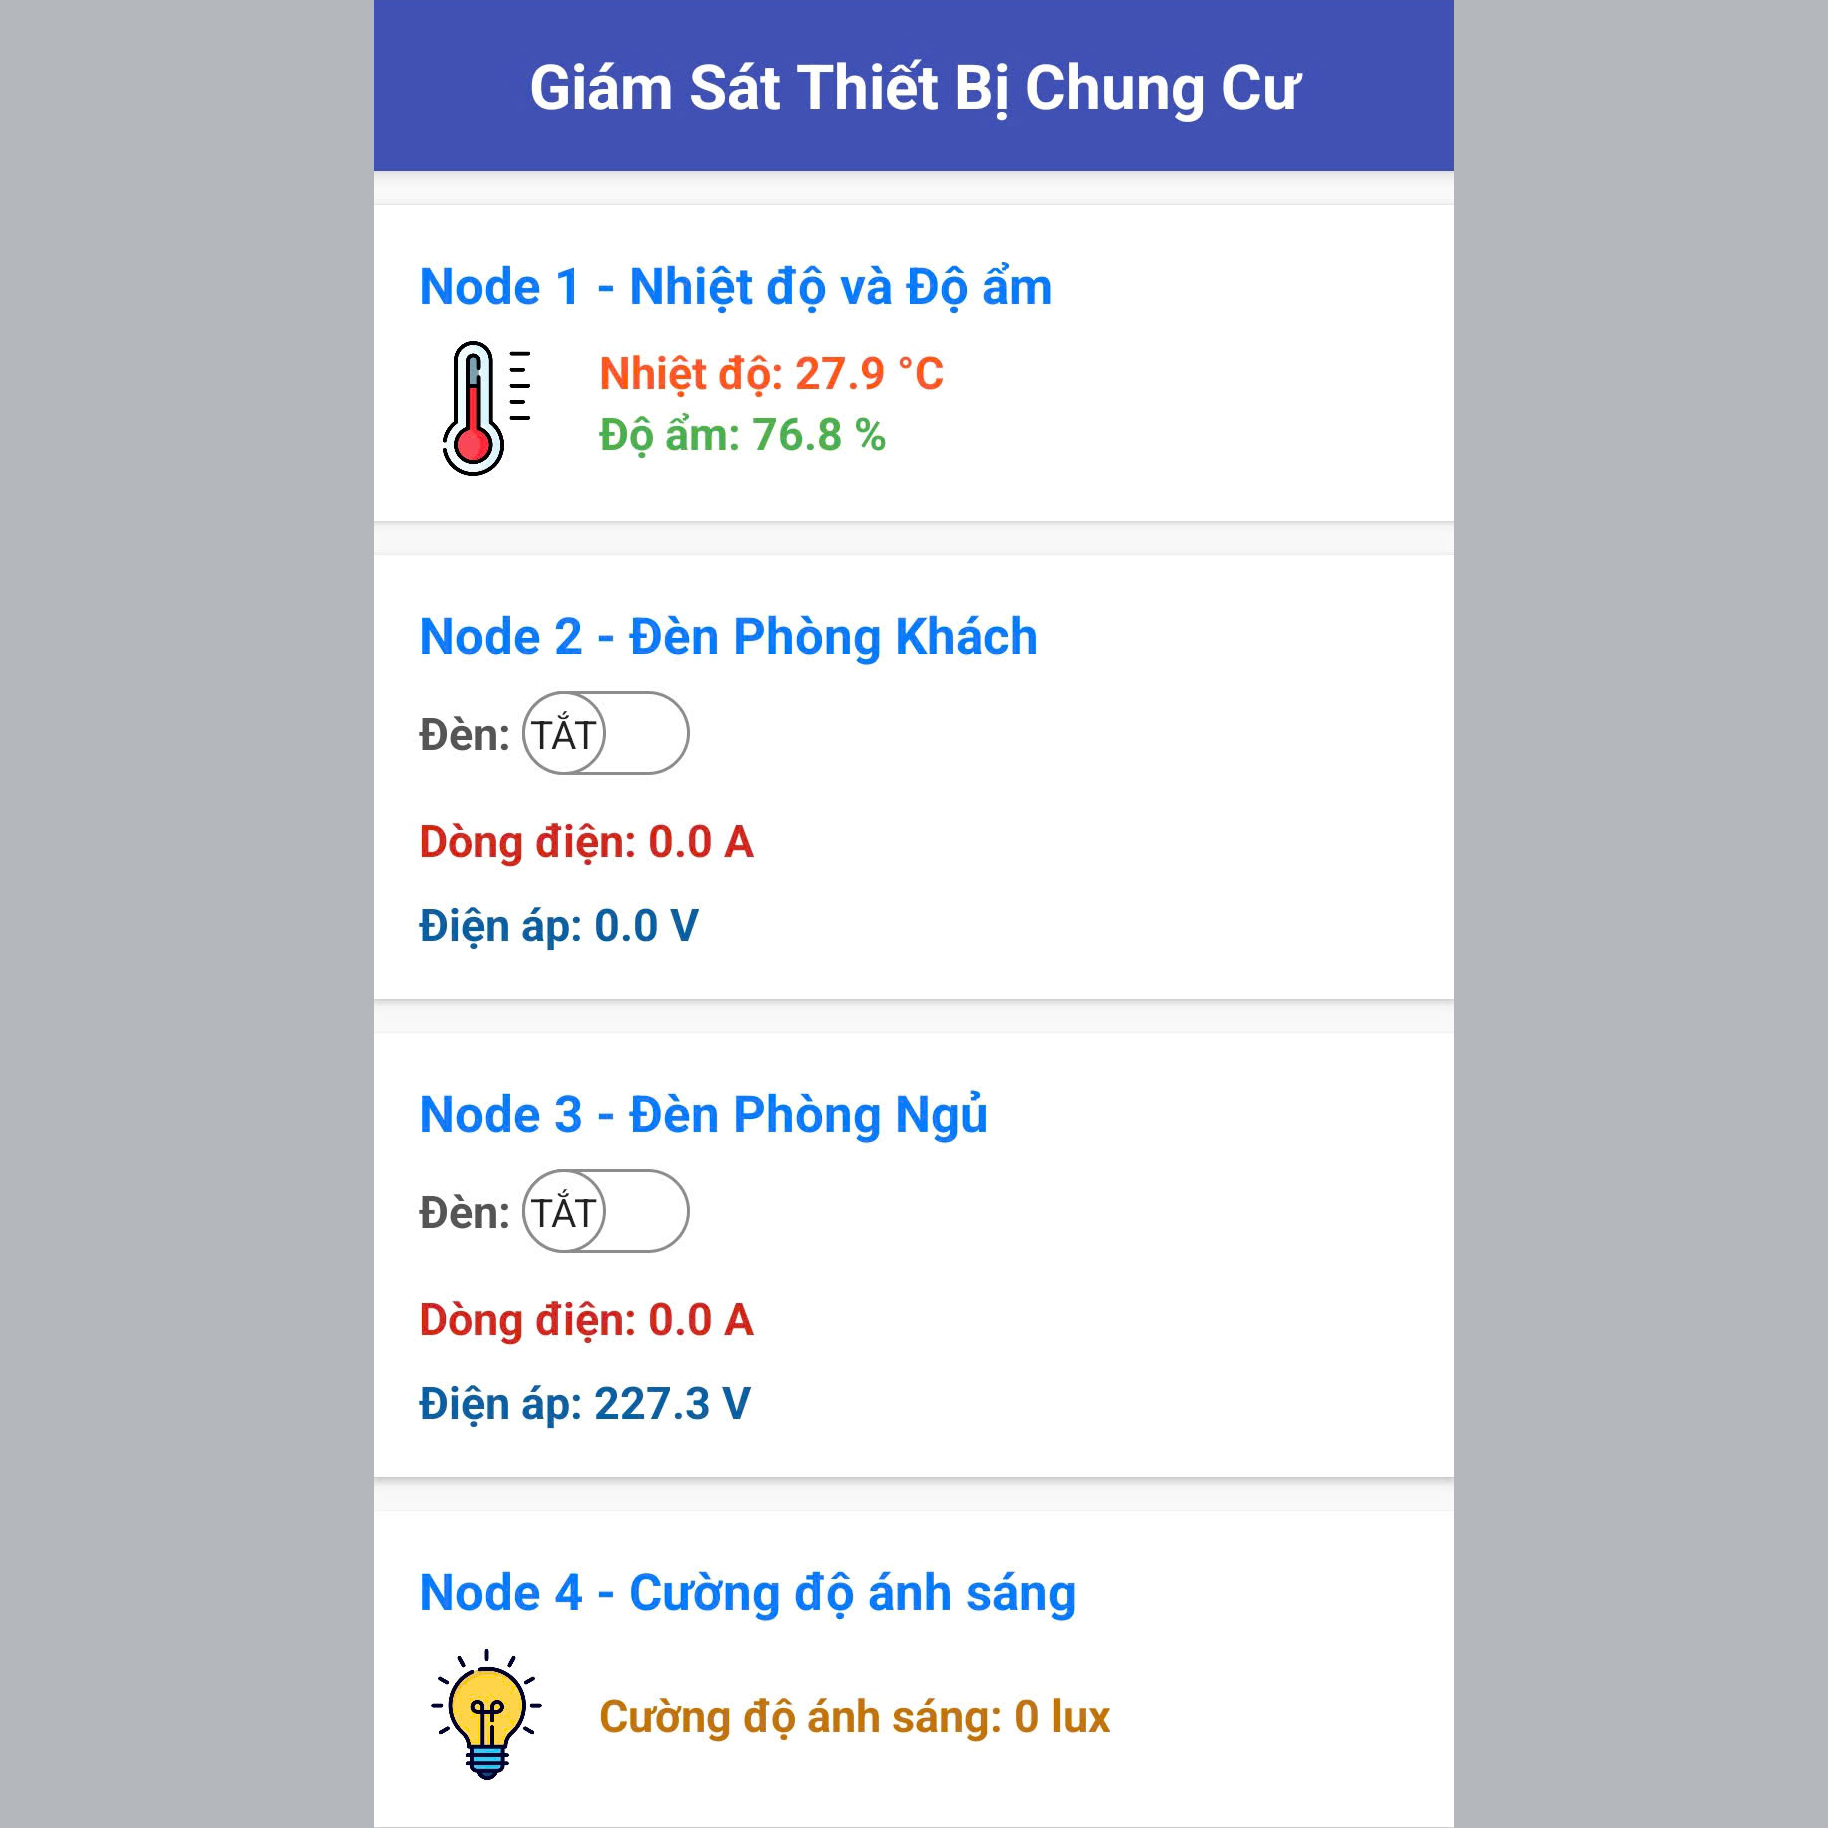 Giám Sát Thiết Bị Chung Cư
Node 1 - Nhiệt độ và Độ ẩm
Nhiệt độ: 27.9 °C
Độ ẩm: 76.8 %
Node 2 - Đèn Phòng Khách
Đèn: TẮT
Dòng điện: 0.0 A
Điện áp: 0.0 V
Node 3 - Đèn Phòng Ngủ
Đèn: TẮT
Dòng điện: 0.0 A
Điện áp: 227.3 V
Node 4 - Cường độ ánh sáng
Cường độ ánh sáng: 0 lux